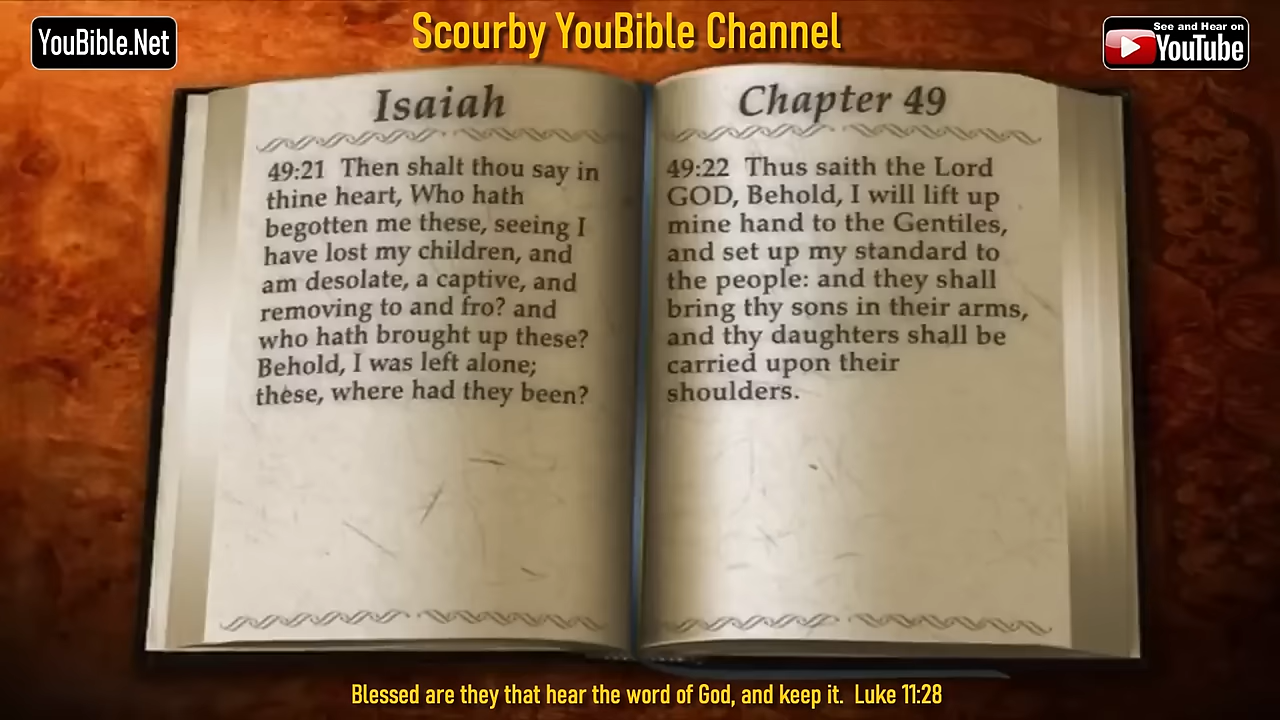 YouBible.Net
Scourby YouBible Channel
See and Hear on
YouTube
Isaiah
49:21 Then shalt thou say in
thine heart, Who hath
begotten me these, seeing I
have lost my children, and
am desolate, a captive, and
removing to and fro? and
who hath brought up these?
Behold, I was left alone;
these, where had they been?
Chapter 49
49:22 Thus saith the Lord
GOD, Behold, I will lift up
mine hand to the Gentiles,
and set up my standard to
the people: and they shall
bring thy sons in their arms,
and thy daughters shall be
carried upon their
shoulders.
Blessed are they that hear the word of God, and keep it. Luke 11:28